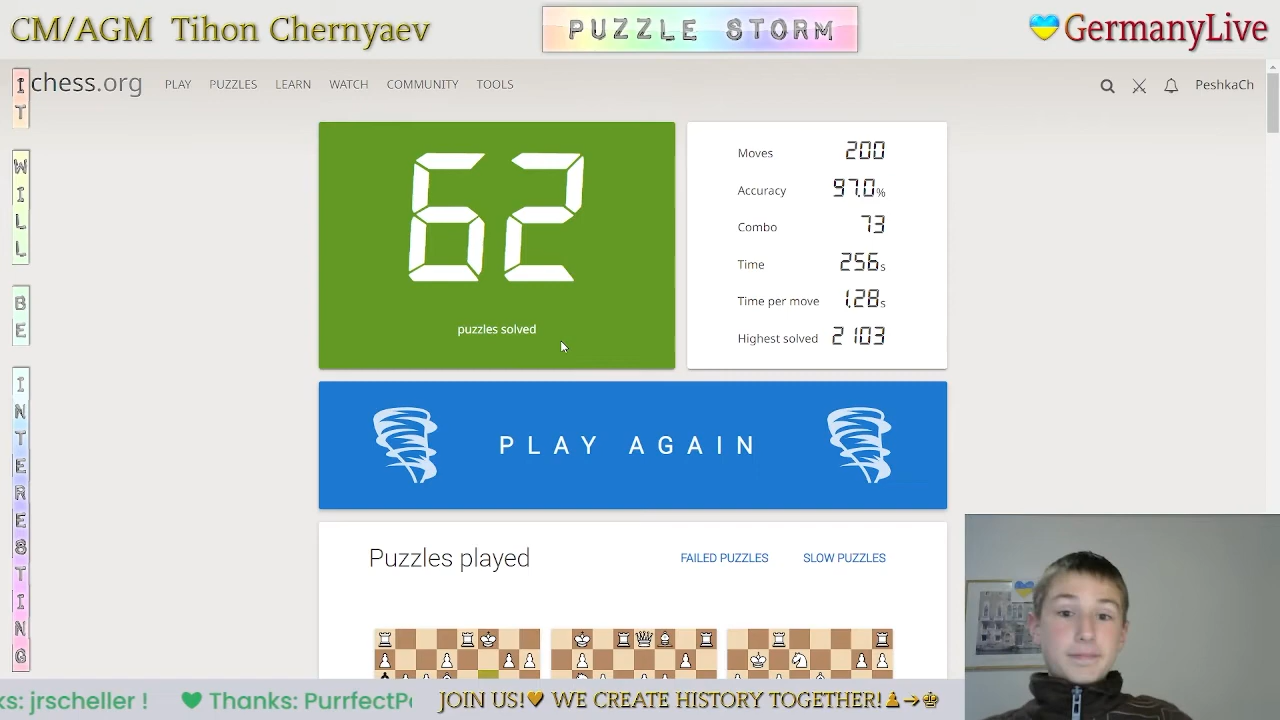 CM/AGM Tihon Chernyaev
PUZZLE STORM
GermanyLive
chess.org
PLAY
PUZZLES
LEARN
WATCH
COMMUNITY
TOOLS
PeshkaCh
IT
WILL
BE
INTERESTING
62
puzzles solved
Moves 200
Accuracy 97.0%
Combo 73
Time 256s
Time per move 1.28s
Highest solved 2103
PLAY AGAIN
Puzzles played
FAILED PUZZLES
SLOW PUZZLES
ks: jrscheller !
Thanks: PurrfectP
JOIN US! WE CREATE HISTORY TOGETHER!